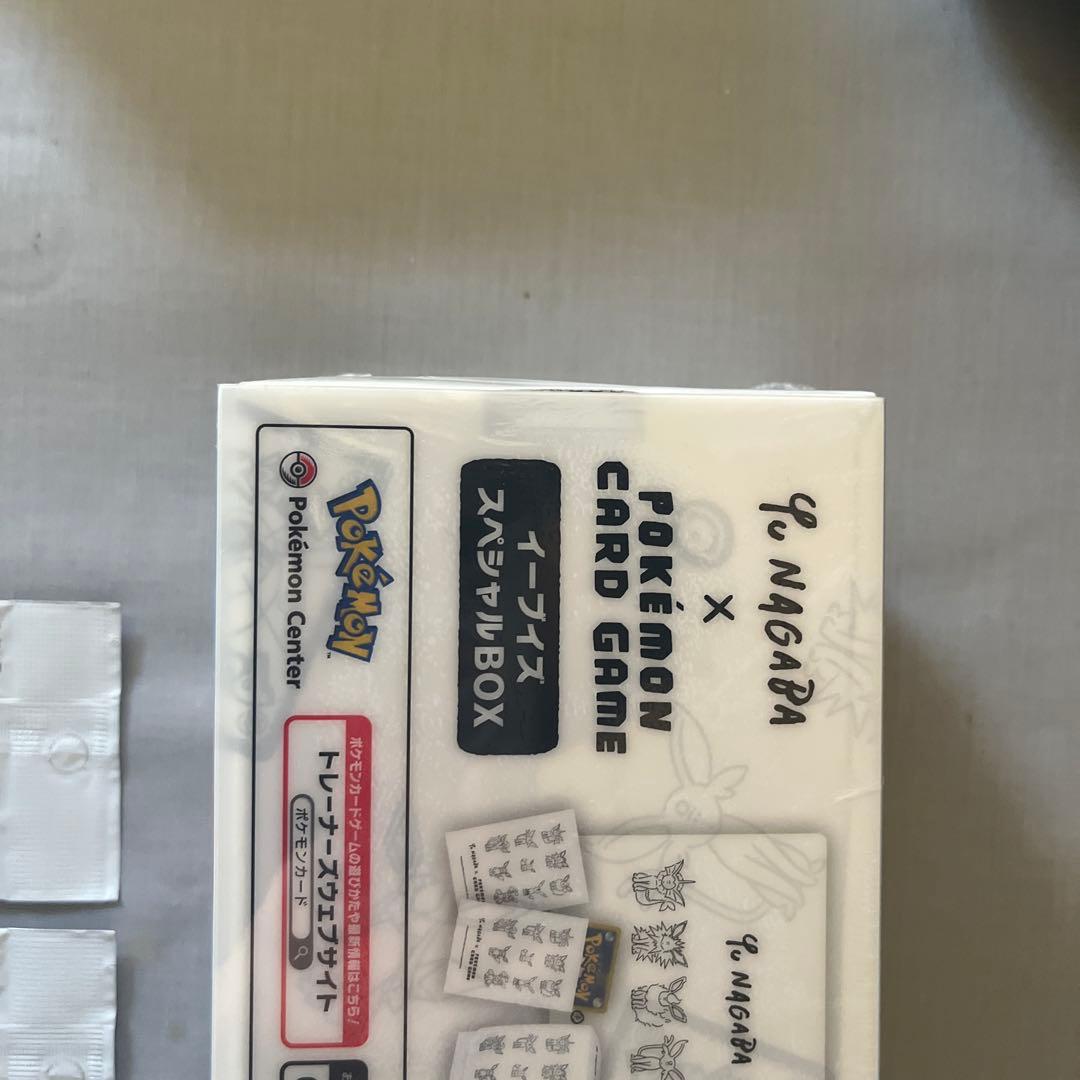 Yu NAGABA
×
POKÉMON
CARD GAME
イーブイズ
スペシャルBOX
POKÉMON
Pokémon Center
ポケモンカードゲームの遊びかたや最新情報はこちら！
トレーナーズウェブサイト
ポケモンカード
Yu NAGABA
POKÉMON